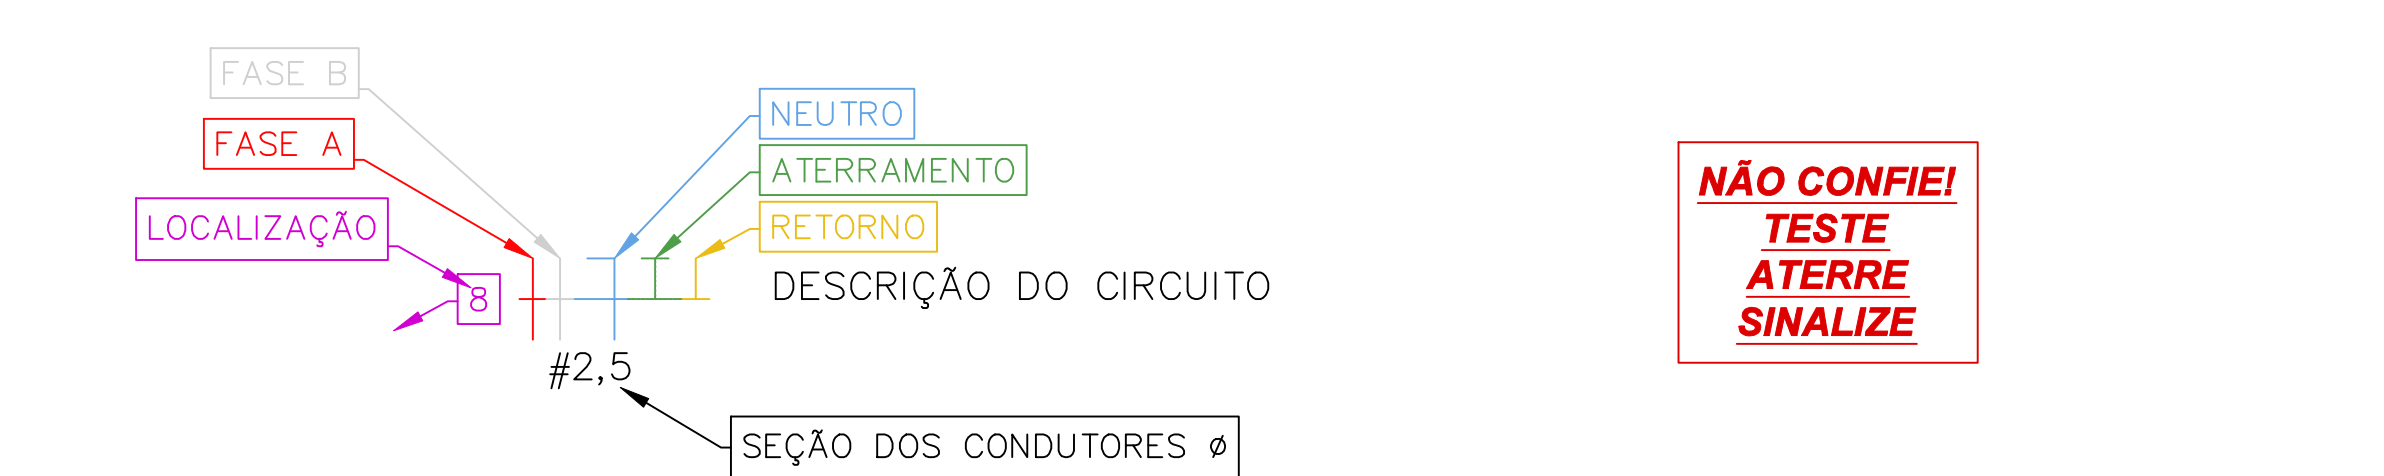 FASE B
FASE A
LOCALIZAÇÃO
8
NEUTRO
ATERRAMENTO
RETORNO
DESCRIÇÃO DO CIRCUITO
#2,5
SEÇÃO DOS CONDUTORES Ø
NÃO CONFIE!
TESTE
ATERRE
SINALIZE